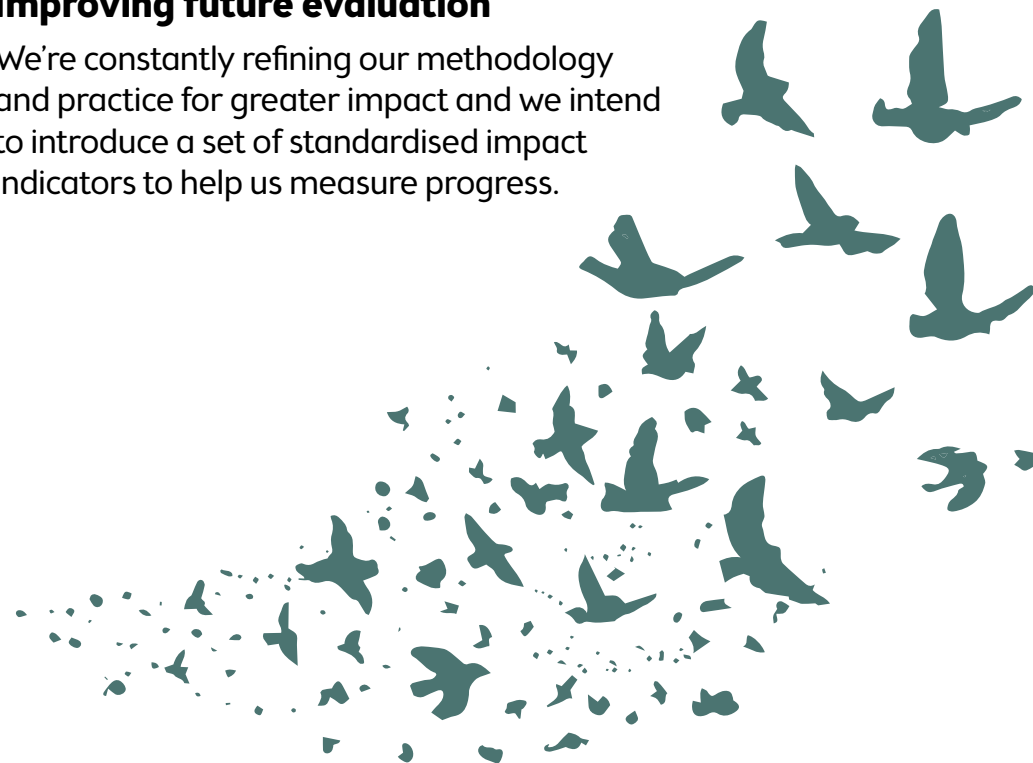 Improving future evaluation
We're constantly refining our methodology
and practice for greater impact and we intend
to introduce a set of standardised impact
indicators to help us measure progress.